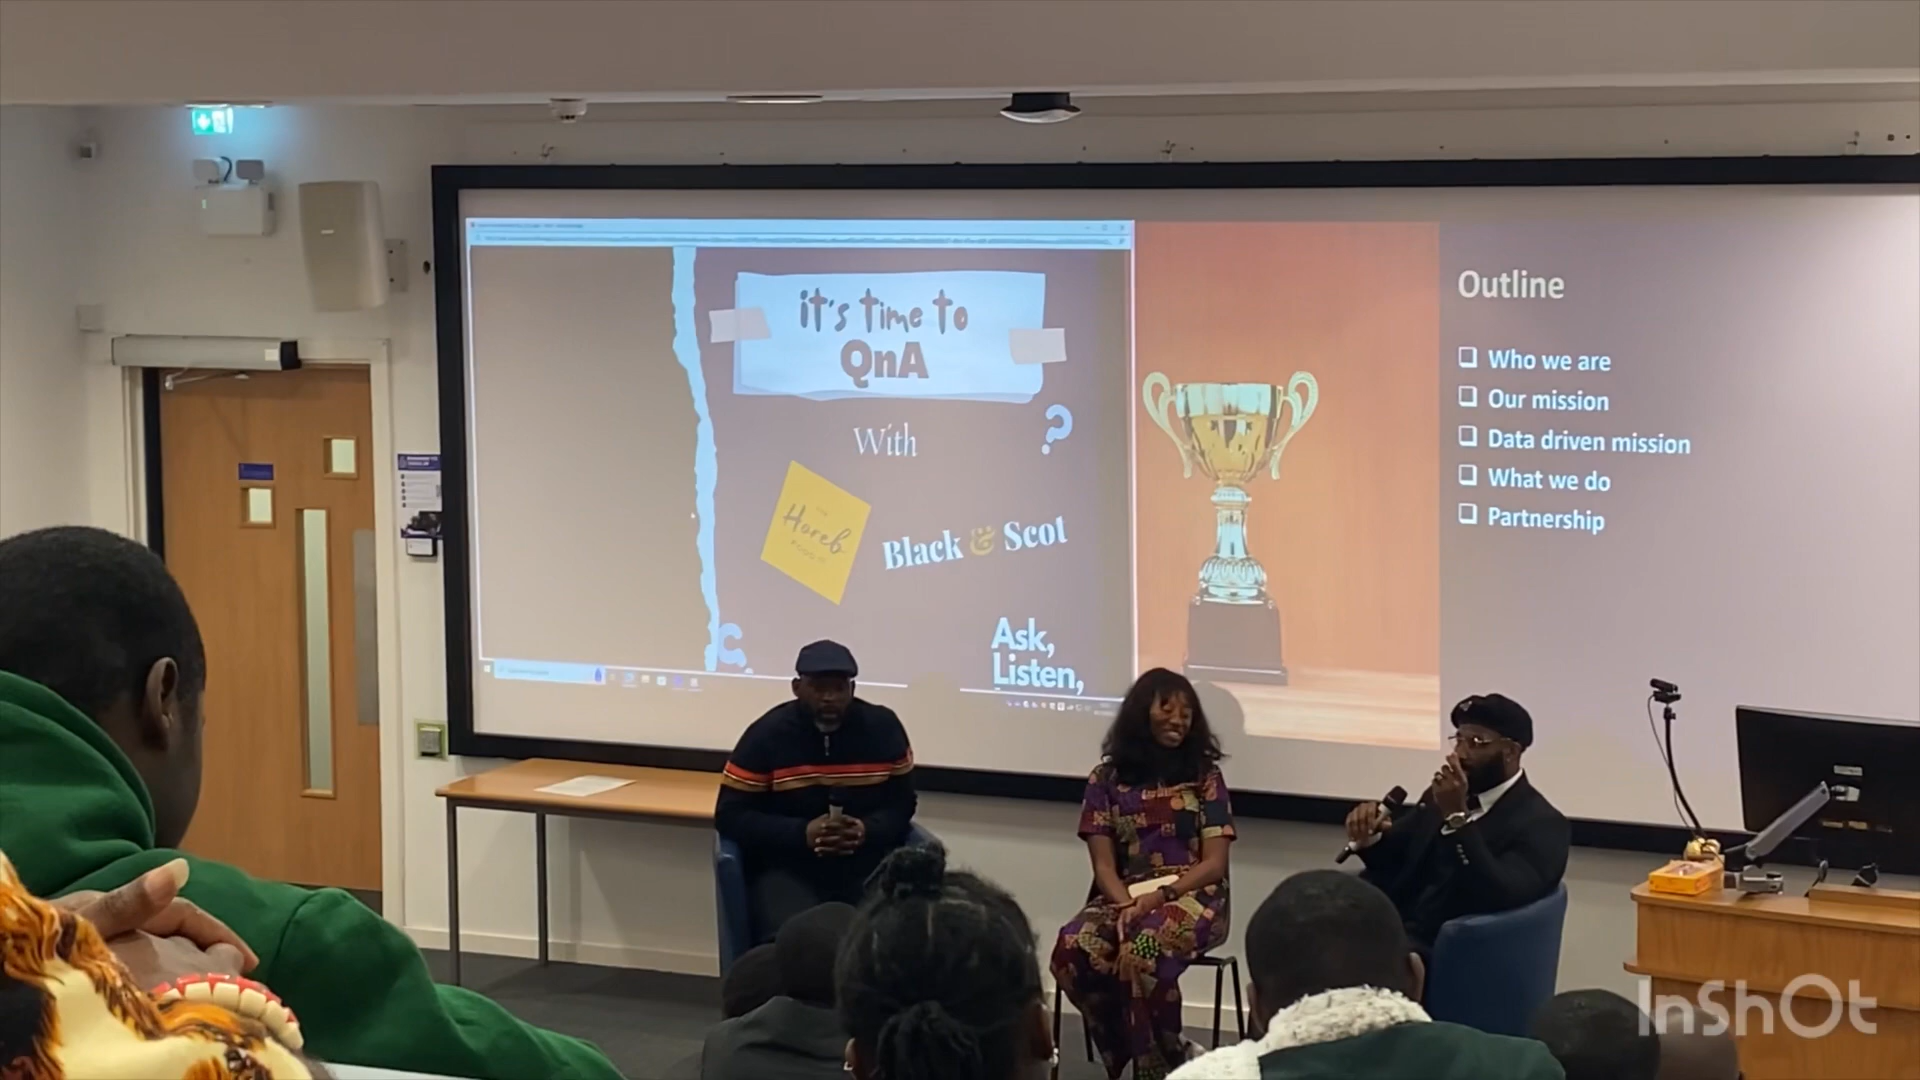 it's time to
QnA
With
Horeb
Black & Scot
Ask,
Listen,
Outline
❑ Who we are
❑ Our mission
❑ Data driven mission
❑ What we do
❑ Partnership
InShOt